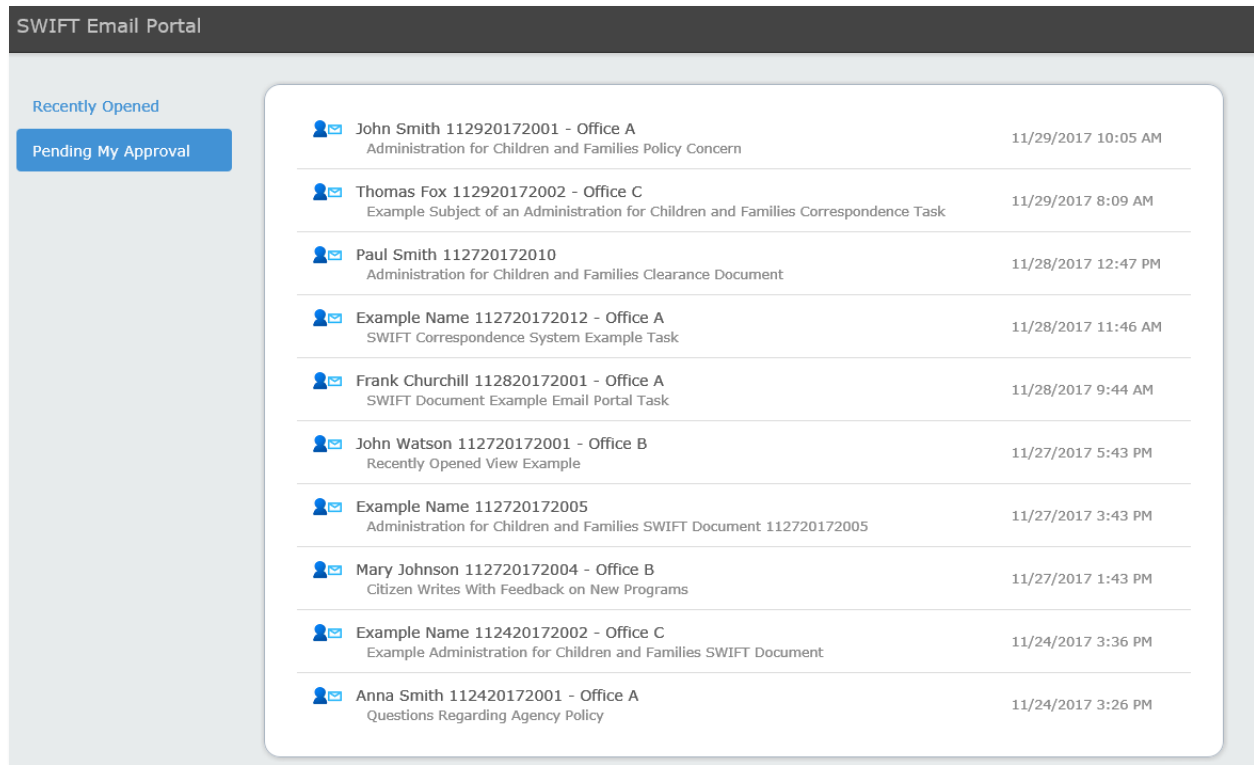 SWIFT Email Portal
Recently Opened
Pending My Approval
John Smith 112920172001 - Office A
Administration for Children and Families Policy Concern
11/29/2017 10:05 AM
Thomas Fox 112920172002 - Office C
Example Subject of an Administration for Children and Families Correspondence Task
11/29/2017 8:09 AM
Paul Smith 112720172010
Administration for Children and Families Clearance Document
11/28/2017 12:47 PM
Example Name 112720172012 - Office A
SWIFT Correspondence System Example Task
11/28/2017 11:46 AM
Frank Churchill 112820172001 - Office A
SWIFT Document Example Email Portal Task
11/28/2017 9:44 AM
John Watson 112720172001 - Office B
Recently Opened View Example
11/27/2017 5:43 PM
Example Name 112720172005
Administration for Children and Families SWIFT Document 112720172005
11/27/2017 3:43 PM
Mary Johnson 112720172004 - Office B
Citizen Writes With Feedback on New Programs
11/27/2017 1:43 PM
Example Name 112420172002 - Office C
Example Administration for Children and Families SWIFT Document
11/24/2017 3:36 PM
Anna Smith 112420172001 - Office A
Questions Regarding Agency Policy
11/24/2017 3:26 PM